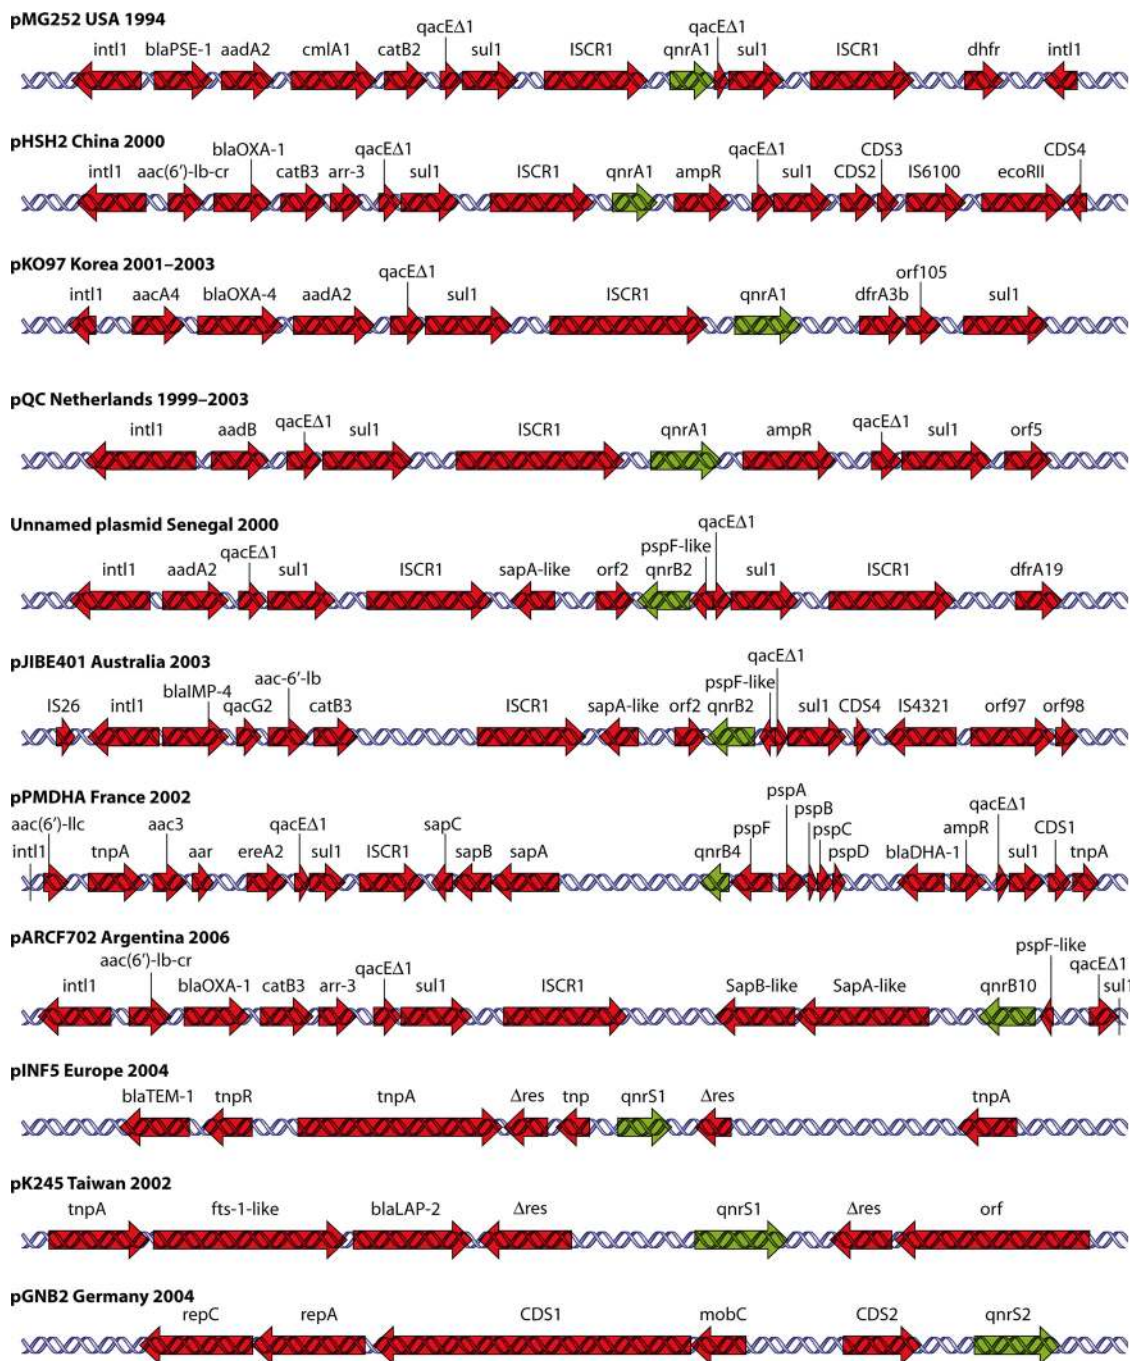 pMG252 USA 1994
qacEΔ1 qacEΔ1
intI1 blaPSE-1 aadA2 cmlA1 catB2 sul1 ISCR1 qnrA1 sul1 ISCR1 dhfr intI1
pHSH2 China 2000
blaOXA-1 qacEΔ1 qacEΔ1 CDS3 CDS4
intI1 aac(6′)-Ib-cr catB3 arr-3 sul1 ISCR1 qnrA1 ampR sul1 CDS2 IS6100 ecoRII
pKO97 Korea 2001–2003
qacEΔ1 orf105
intI1 aacA4 blaOXA-4 aadA2 sul1 ISCR1 qnrA1 dfrA3b sul1
pQC Netherlands 1999–2003
qacEΔ1 qacEΔ1
intI1 aadB sul1 ISCR1 qnrA1 ampR sul1 orf5
Unnamed plasmid Senegal 2000
qacEΔ1
qacEΔ1 pspF-like
intI1 aadA2 sul1 ISCR1 sapA-like orf2 qnrB2 sul1 ISCR1 dfrA19
pJIBE401 Australia 2003
aac-6′-Ib qacEΔ1
blaIMP-4 pspF-like
IS26 intI1 qacG2 catB3 ISCR1 sapA-like orf2 qnrB2 sul1 CDS4 IS4321 orf97 orf98
pPMDHA France 2002
pspA
aac(6′)-IIc aac3 qacEΔ1 sapC pspB qacEΔ1
pspF pspC ampR CDS1
intI1 tnpA aar ereA2 sul1 ISCR1 sapB sapA qnrB4 pspD blaDHA-1 sul1 tnpA
pARCF702 Argentina 2006
aac(6′)-Ib-cr pspF-like
qacEΔ1 qacEΔ1
intI1 blaOXA-1 catB3 arr-3 sul1 ISCR1 SapB-like SapA-like qnrB10 sul1
pINF5 Europe 2004
blaTEM-1 tnpR tnpA Δres tnp qnrS1 Δres tnpA
pK245 Taiwan 2002
tnpA fts-1-like blaLAP-2 Δres qnrS1 Δres orf
pGNB2 Germany 2004
repC repA CDS1 mobC CDS2 qnrS2